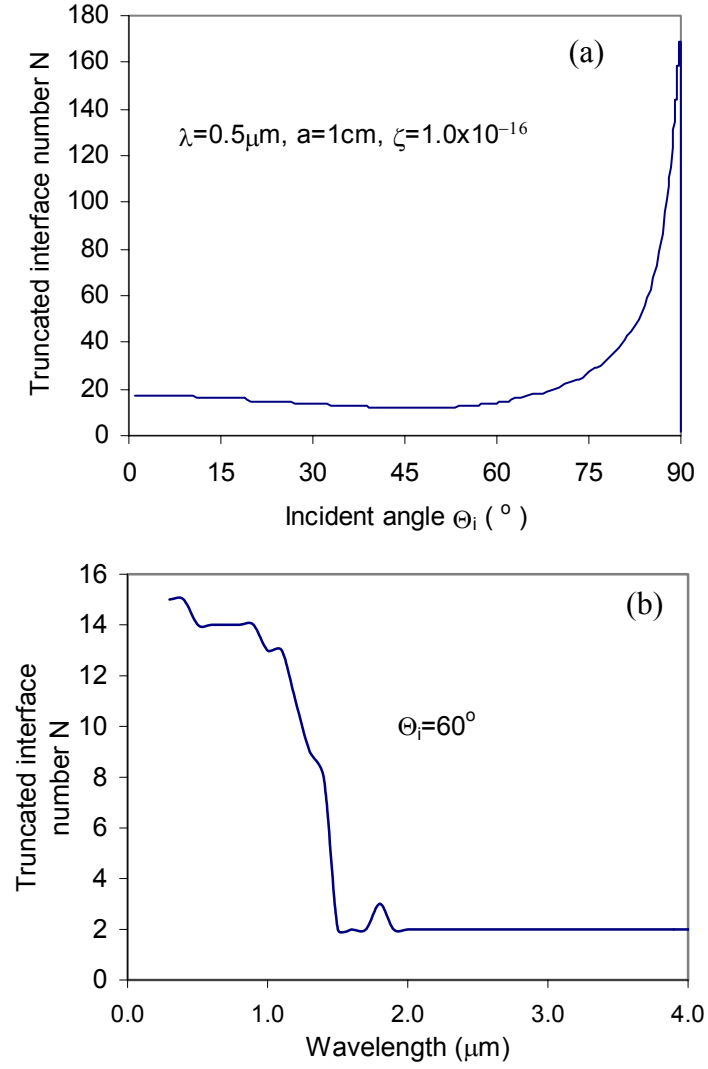 180
160
140
120
100
80
60
40
20
0
Truncated interface number N
(a)
λ=0.5μm, a=1cm, ζ=1.0x10⁻¹⁶
0 15 30 45 60 75 90
Incident angle Θᵢ ( ° )
16
14
12
10
8
6
4
2
0
Truncated interface
number N
(b)
Θᵢ=60°
0.0 1.0 2.0 3.0 4.0
Wavelength (μm)